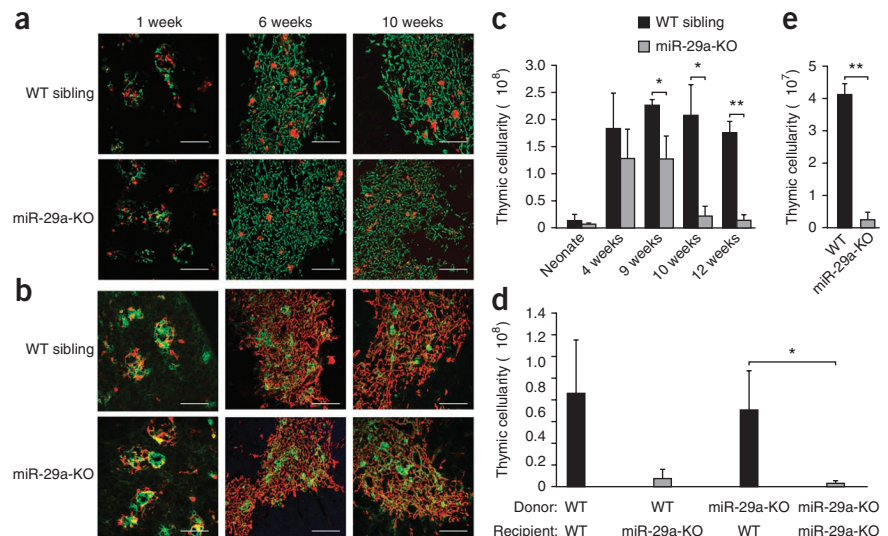 a
1 week 6 weeks 10 weeks
WT sibling
miR-29a-KO
b
WT sibling
miR-29a-KO
c
WT sibling
miR-29a-KO
Thymic cellularity ( 10⁸)
3.0
2.5
2.0
1.5
1.0
0.5
0
* * **
Neonate 4 weeks 9 weeks 10 weeks 12 weeks
e
Thymic cellularity ( 10⁷)
5
4
3
2
1
0
**
WT miR-29a-KO
d
Thymic cellularity ( 10⁸)
1.4
1.2
0.8
0.6
0.4
0.2
0
*
Donor: WT WT miR-29a-KO miR-29a-KO
Recipient: WT miR-29a-KO WT miR-29a-KO